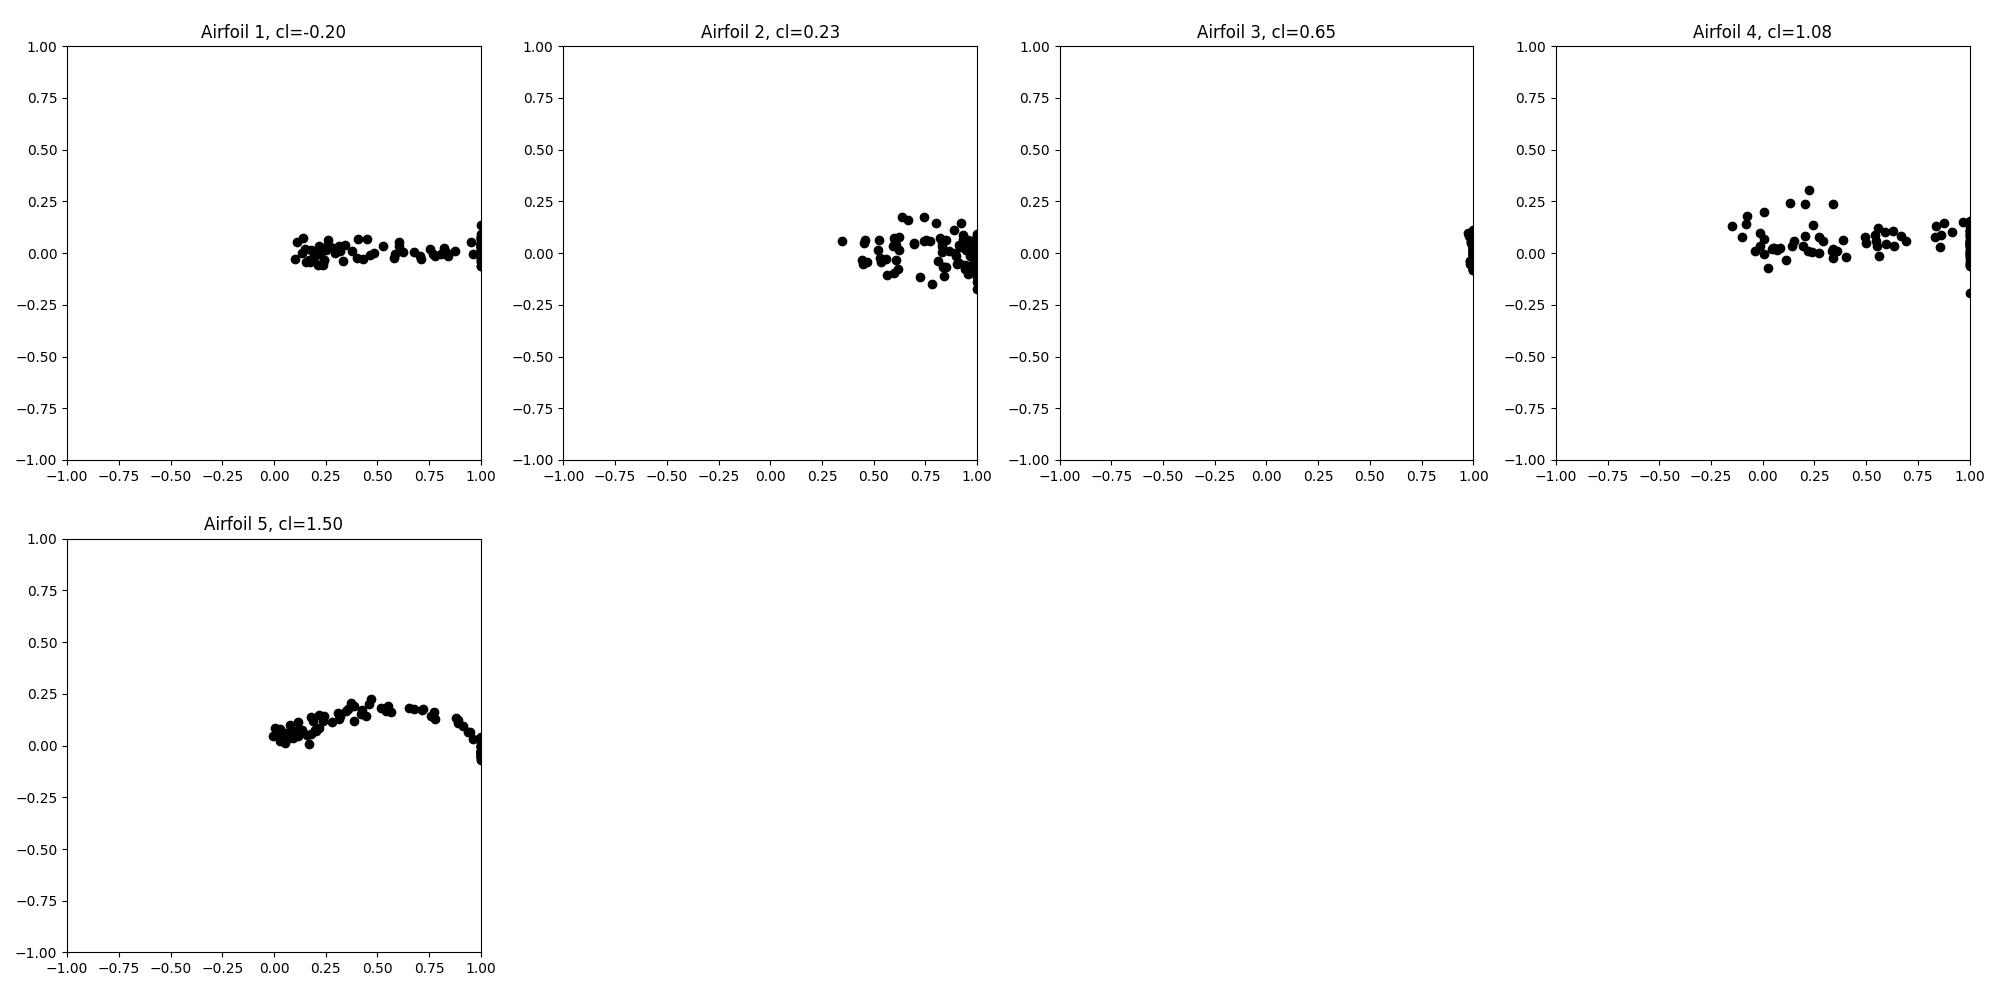 Airfoil 1, cl=-0.20
Airfoil 2, cl=0.23
Airfoil 3, cl=0.65
Airfoil 4, cl=1.08
1.00 1.00 1.00 1.00
0.75 0.75 0.75 0.75
0.50 0.50 0.50 0.50
0.25 0.25 0.25 0.25
0.00 0.00 0.00 0.00
−0.25 −0.25 −0.25 −0.25
−0.50 −0.50 −0.50 −0.50
−0.75 −0.75 −0.75 −0.75
−1.00 −1.00 −1.00 −1.00
−1.00 −0.75 −0.50 −0.25 0.00 0.25 0.50 0.75 1.00
−1.00 −0.75 −0.50 −0.25 0.00 0.25 0.50 0.75 1.00
−1.00 −0.75 −0.50 −0.25 0.00 0.25 0.50 0.75 1.00
−1.00 −0.75 −0.50 −0.25 0.00 0.25 0.50 0.75 1.00
Airfoil 5, cl=1.50
1.00
0.75
0.50
0.25
0.00
−0.25
−0.50
−0.75
−1.00
−1.00 −0.75 −0.50 −0.25 0.00 0.25 0.50 0.75 1.00